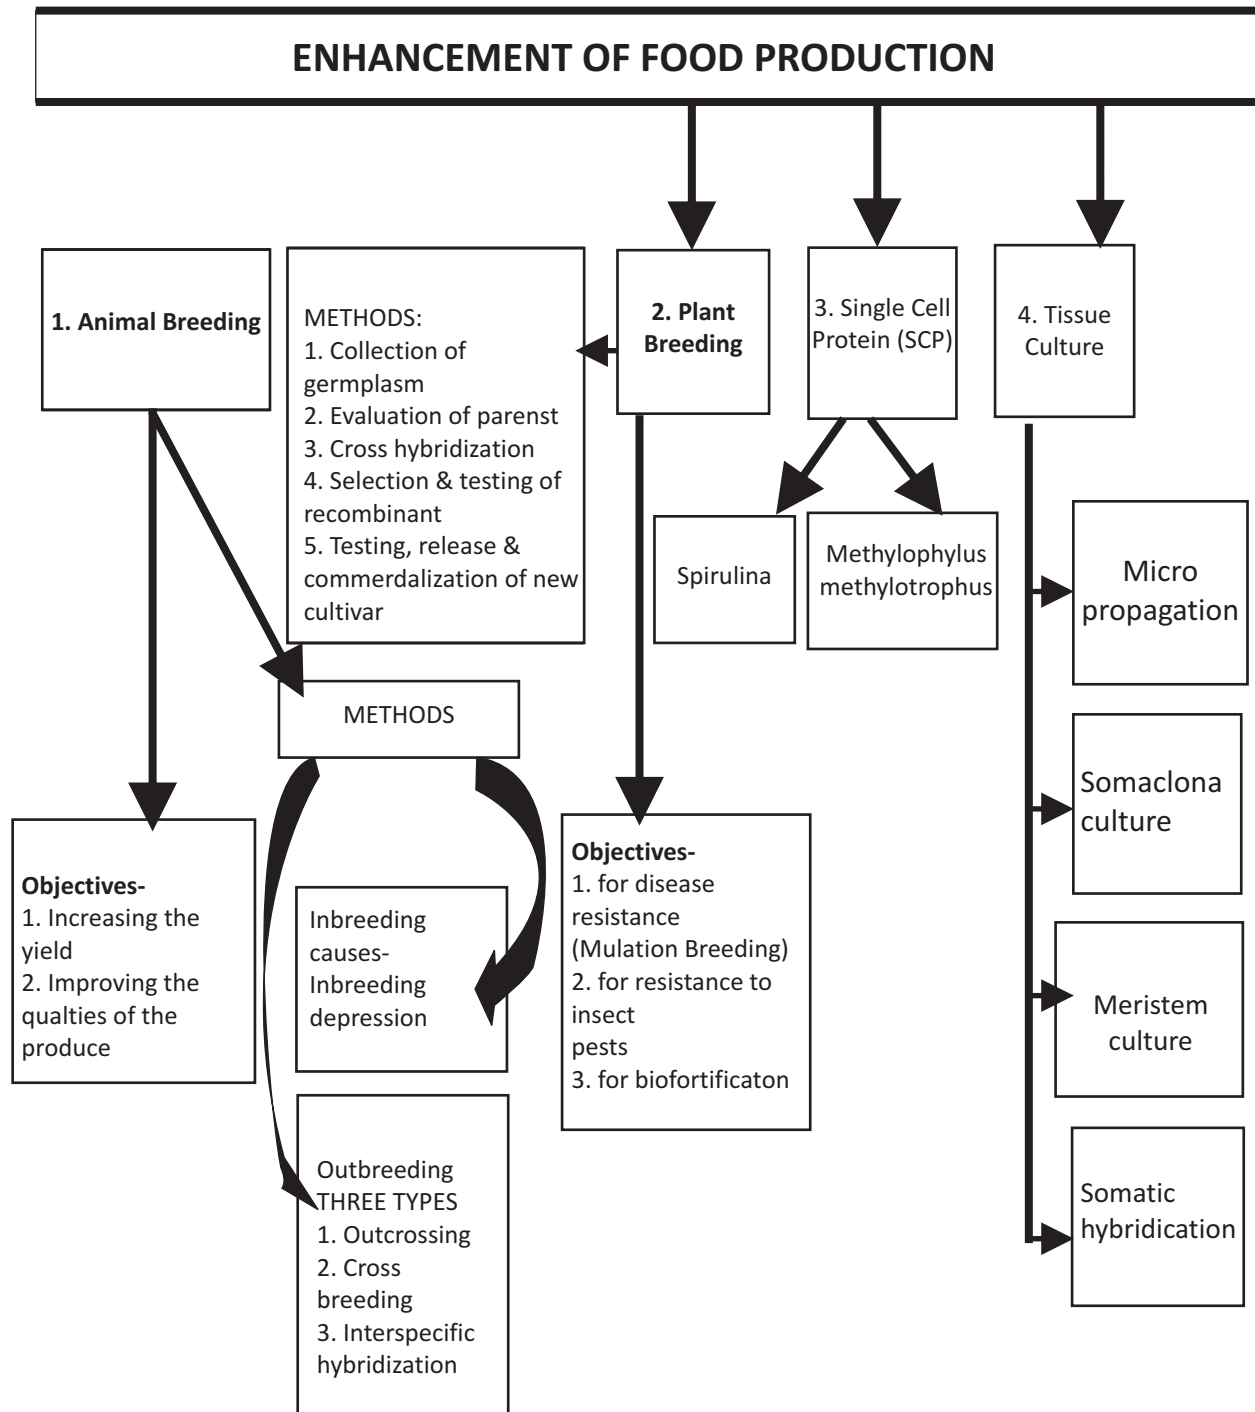 ENHANCEMENT OF FOOD PRODUCTION
1. Animal Breeding
METHODS:
1. Collection of
germplasm
2. Evaluation of parenst
3. Cross hybridization
4. Selection & testing of
recombinant
5. Testing, release &
commerdalization of new
cultivar
2. Plant
Breeding
3. Single Cell
Protein (SCP)
4. Tissue
Culture
Spirulina
Methylophylus
methylotrophus
Micro
propagation
METHODS
Somaclona
culture
Objectives-
1. Increasing the
yield
2. Improving the
qualties of the
produce
Inbreeding
causes-
Inbreeding
depression
Objectives-
1. for disease
resistance
(Mulation Breeding)
2. for resistance to
insect
pests
3. for biofortificaton
Meristem
culture
Outbreeding
THREE TYPES
1. Outcrossing
2. Cross
breeding
3. Interspecific
hybridization
Somatic
hybridication